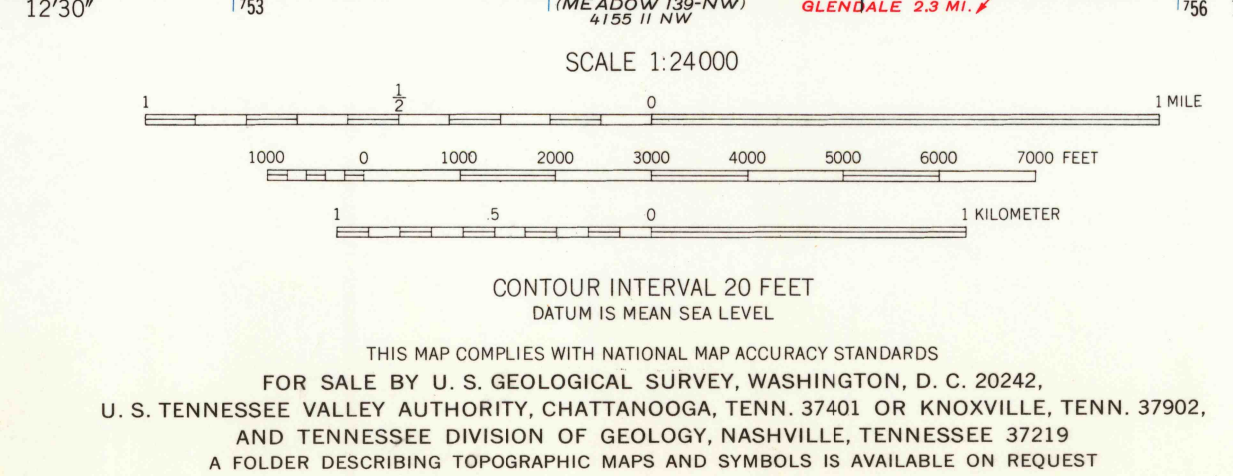 12'30" 753 (MEADOW 139-NW) GLENDALE 2.3 MI. 756
4155 II NW
SCALE 1:24000
1 1/2 0 1 MILE
1000 0 1000 2000 3000 4000 5000 6000 7000 FEET
1 .5 0 1 KILOMETER
CONTOUR INTERVAL 20 FEET
DATUM IS MEAN SEA LEVEL
THIS MAP COMPLIES WITH NATIONAL MAP ACCURACY STANDARDS
FOR SALE BY U. S. GEOLOGICAL SURVEY, WASHINGTON, D. C. 20242,
U. S. TENNESSEE VALLEY AUTHORITY, CHATTANOOGA, TENN. 37401 OR KNOXVILLE, TENN. 37902,
AND TENNESSEE DIVISION OF GEOLOGY, NASHVILLE, TENNESSEE 37219
A FOLDER DESCRIBING TOPOGRAPHIC MAPS AND SYMBOLS IS AVAILABLE ON REQUEST